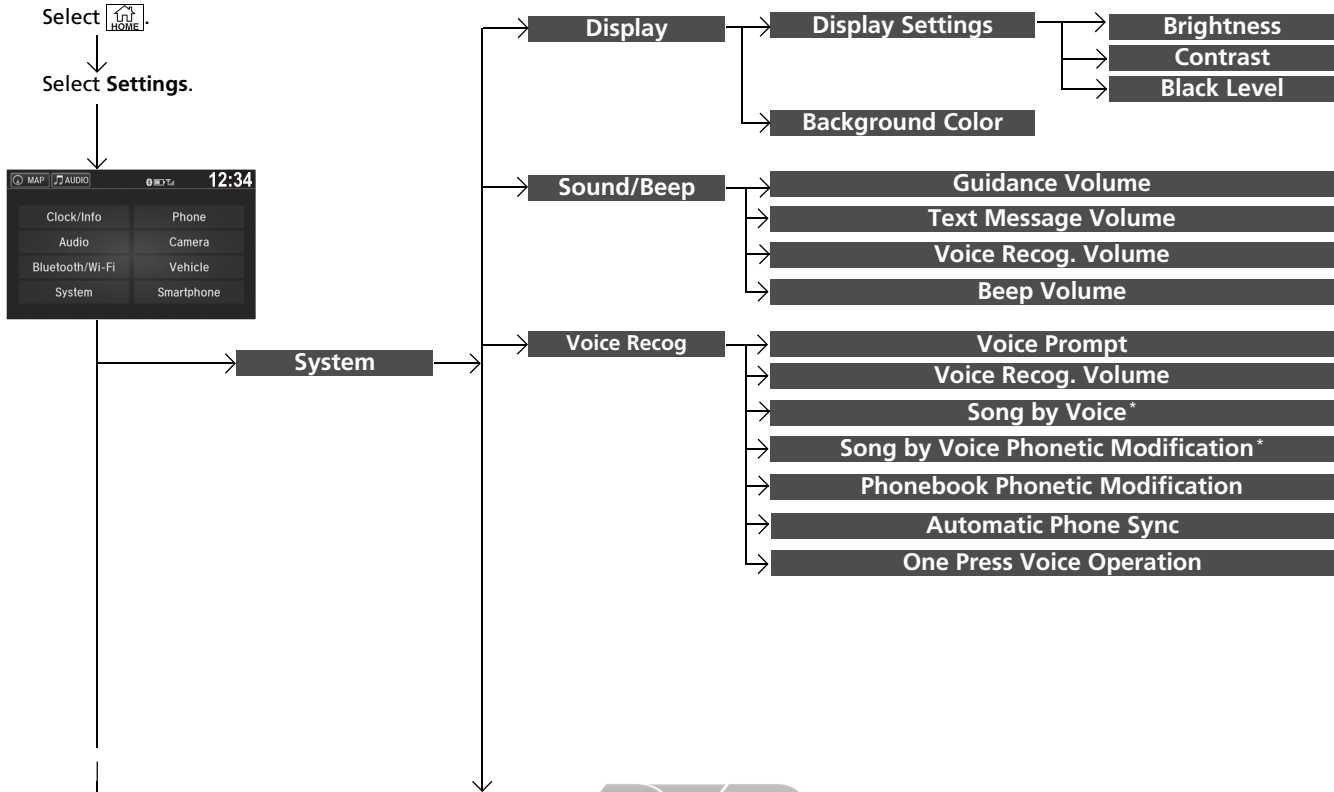 Select HOME.
Select Settings.
MAP AUDIO 12:34
Clock/Info Phone
Audio Camera
Bluetooth/Wi-Fi Vehicle
System Smartphone
System
Display
Display Settings
Brightness
Contrast
Black Level
Background Color
Sound/Beep
Guidance Volume
Text Message Volume
Voice Recog. Volume
Beep Volume
Voice Recog
Voice Prompt
Voice Recog. Volume
Song by Voice*
Song by Voice Phonetic Modification*
Phonebook Phonetic Modification
Automatic Phone Sync
One Press Voice Operation